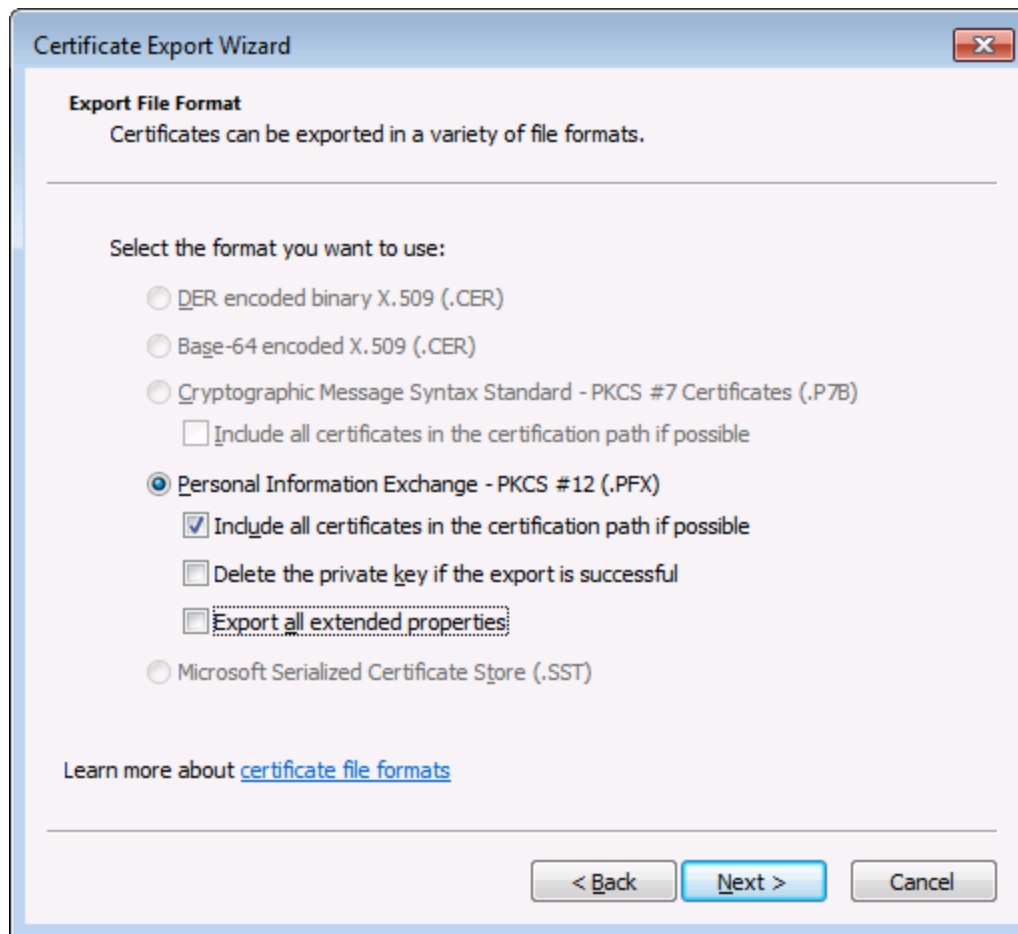 Certificate Export Wizard
Export File Format
Certificates can be exported in a variety of file formats.
Select the format you want to use:
DER encoded binary X.509 (.CER)
Base-64 encoded X.509 (.CER)
Cryptographic Message Syntax Standard - PKCS #7 Certificates (.P7B)
Include all certificates in the certification path if possible
Personal Information Exchange - PKCS #12 (.PFX)
Include all certificates in the certification path if possible
Delete the private key if the export is successful
Export all extended properties
Microsoft Serialized Certificate Store (.SST)
Learn more about certificate file formats
< Back Next > Cancel